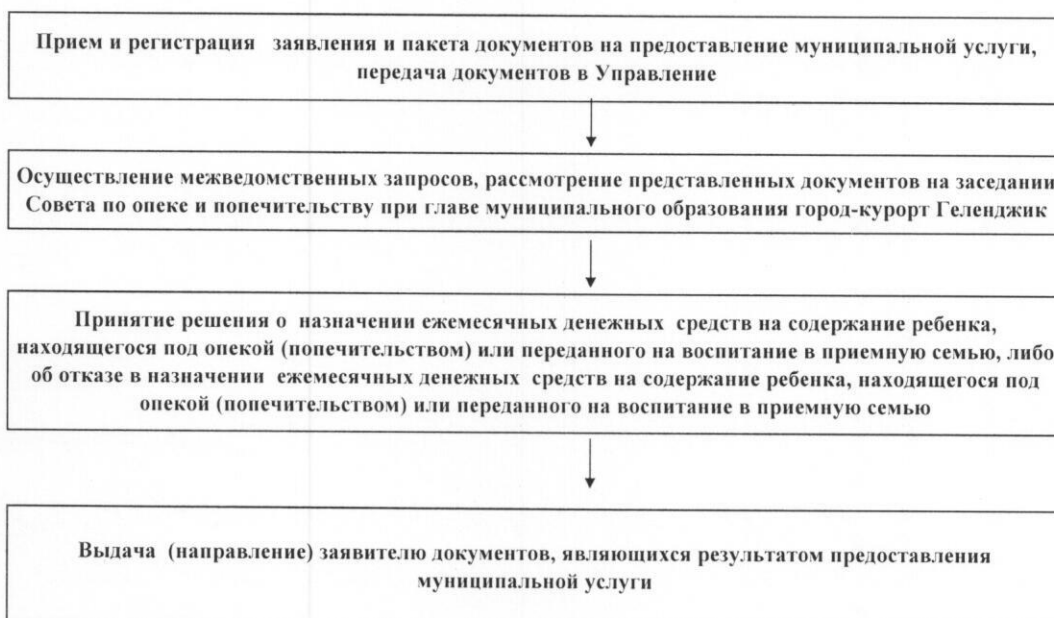 Прием и регистрация заявления и пакета документов на предоставление муниципальной услуги,
передача документов в Управление
Осуществление межведомственных запросов, рассмотрение представленных документов на заседании
Совета по опеке и попечительству при главе муниципального образования город-курорт Геленджик
Принятие решения о назначении ежемесячных денежных средств на содержание ребенка,
находящегося под опекой (попечительством) или переданного на воспитание в приемную семью, либо
об отказе в назначении ежемесячных денежных средств на содержание ребенка, находящегося под
опекой (попечительством) или переданного на воспитание в приемную семью
Выдача (направление) заявителю документов, являющихся результатом предоставления
муниципальной услуги